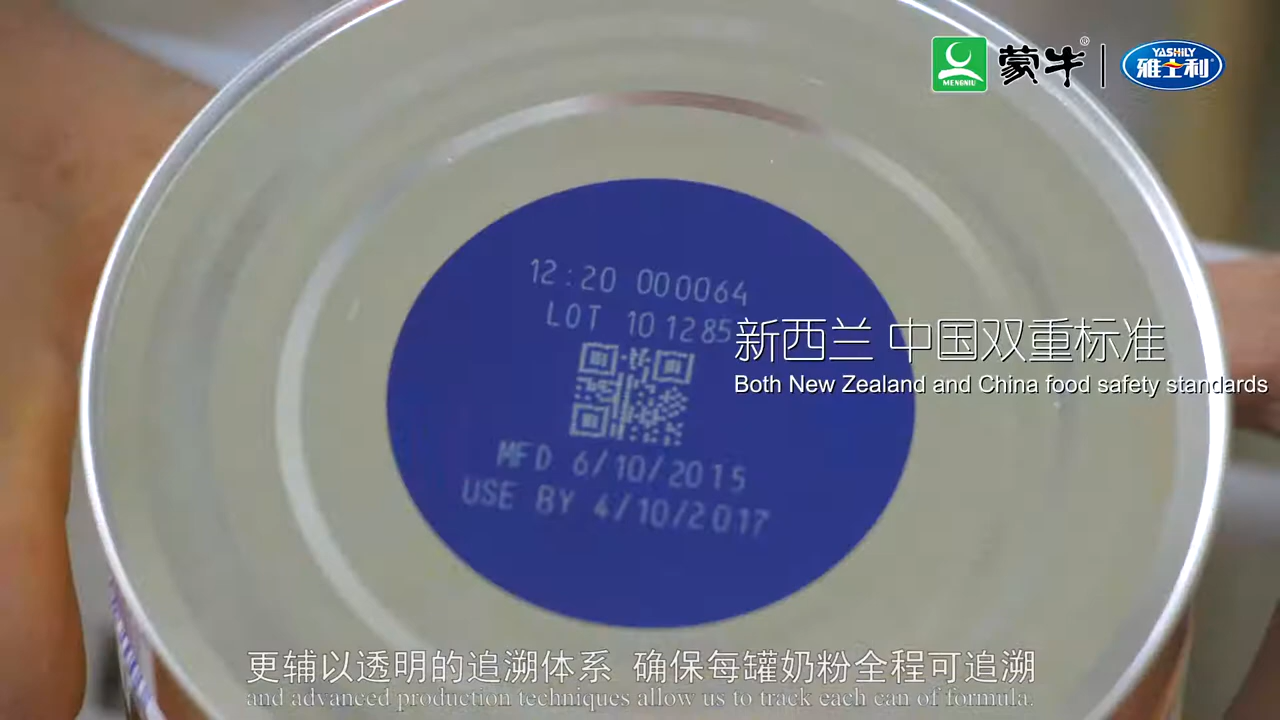 MENGNIU
蒙牛®
YASHILY
雅士利®
12:20 000064
LOT 101285
新西兰 中国双重标准
Both New Zealand and China food safety standards
MFD 6/10/2015
USE BY 4/10/2017
更辅以透明的追溯体系 确保每罐奶粉全程可追溯
and advanced production techniques allow us to track each can of formula.